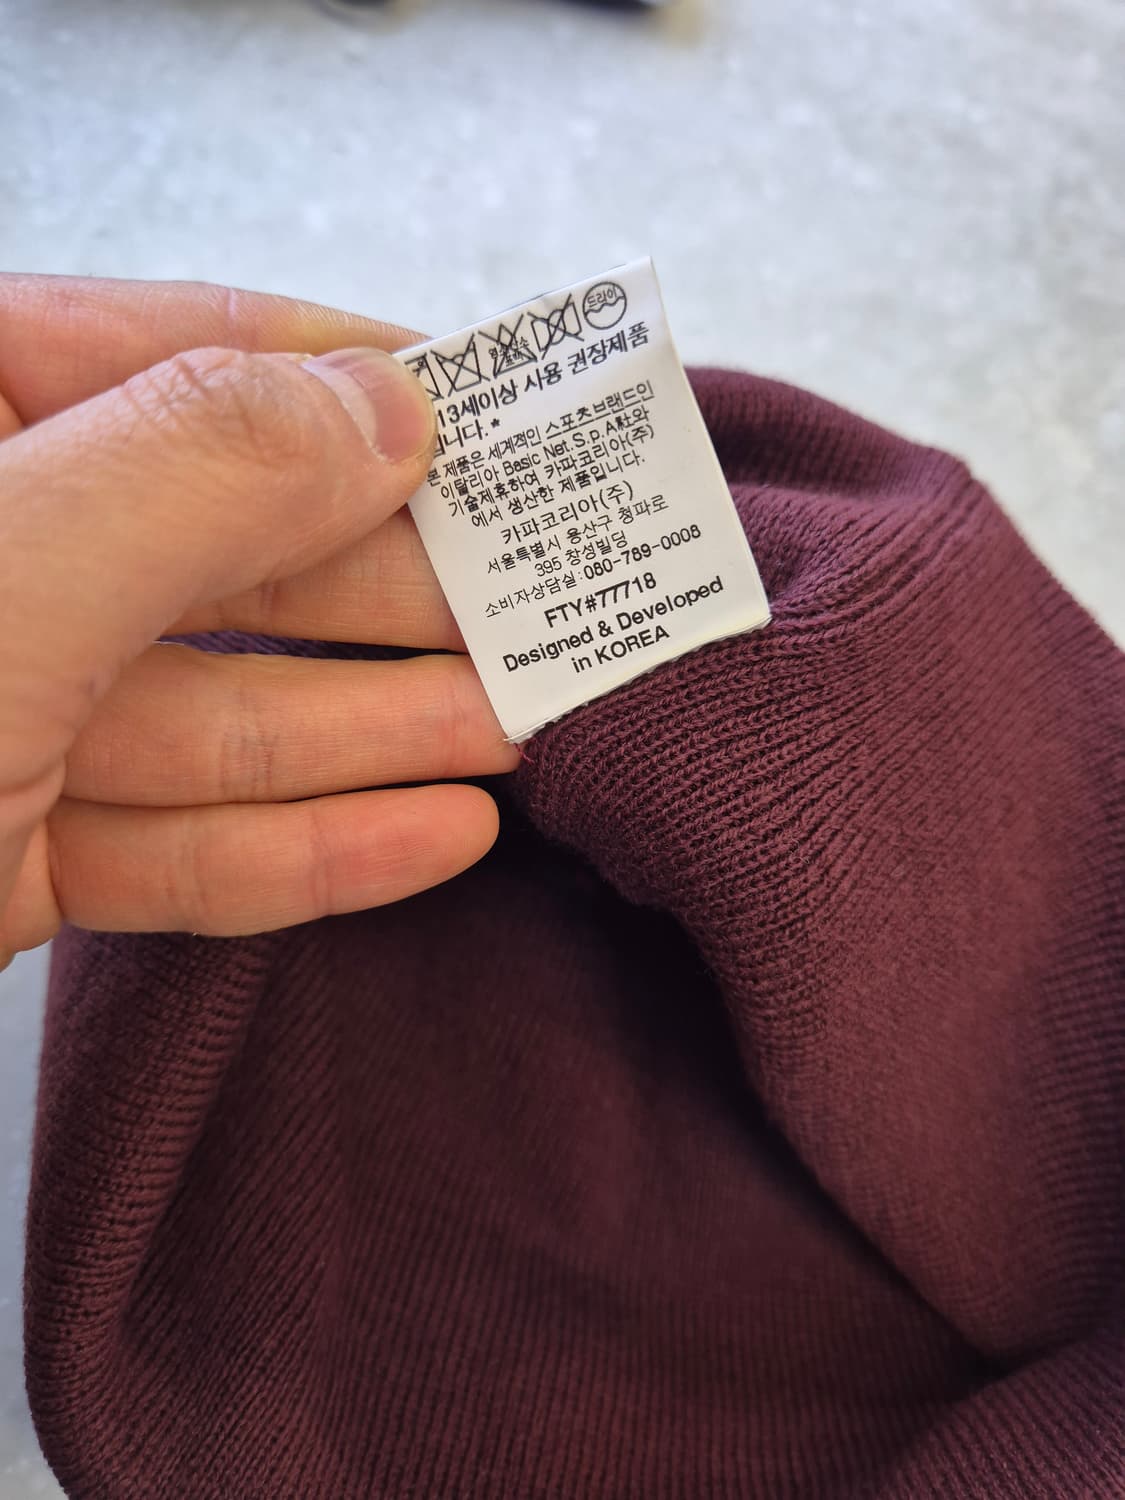 드라이
염소표백
13세이상 사용 권장제품
입니다.*
본 제품은 세계적인 스포츠브랜드인
이탈리아 Basic Net.S.p.A社와
기술제휴하여 카파코리아(주)
에서 생산한 제품입니다.
카파코리아(주)
서울특별시 용산구 청파로
395 창성빌딩
소비자상담실:080-789-0008
FTY#77718
Designed & Developed
in KOREA